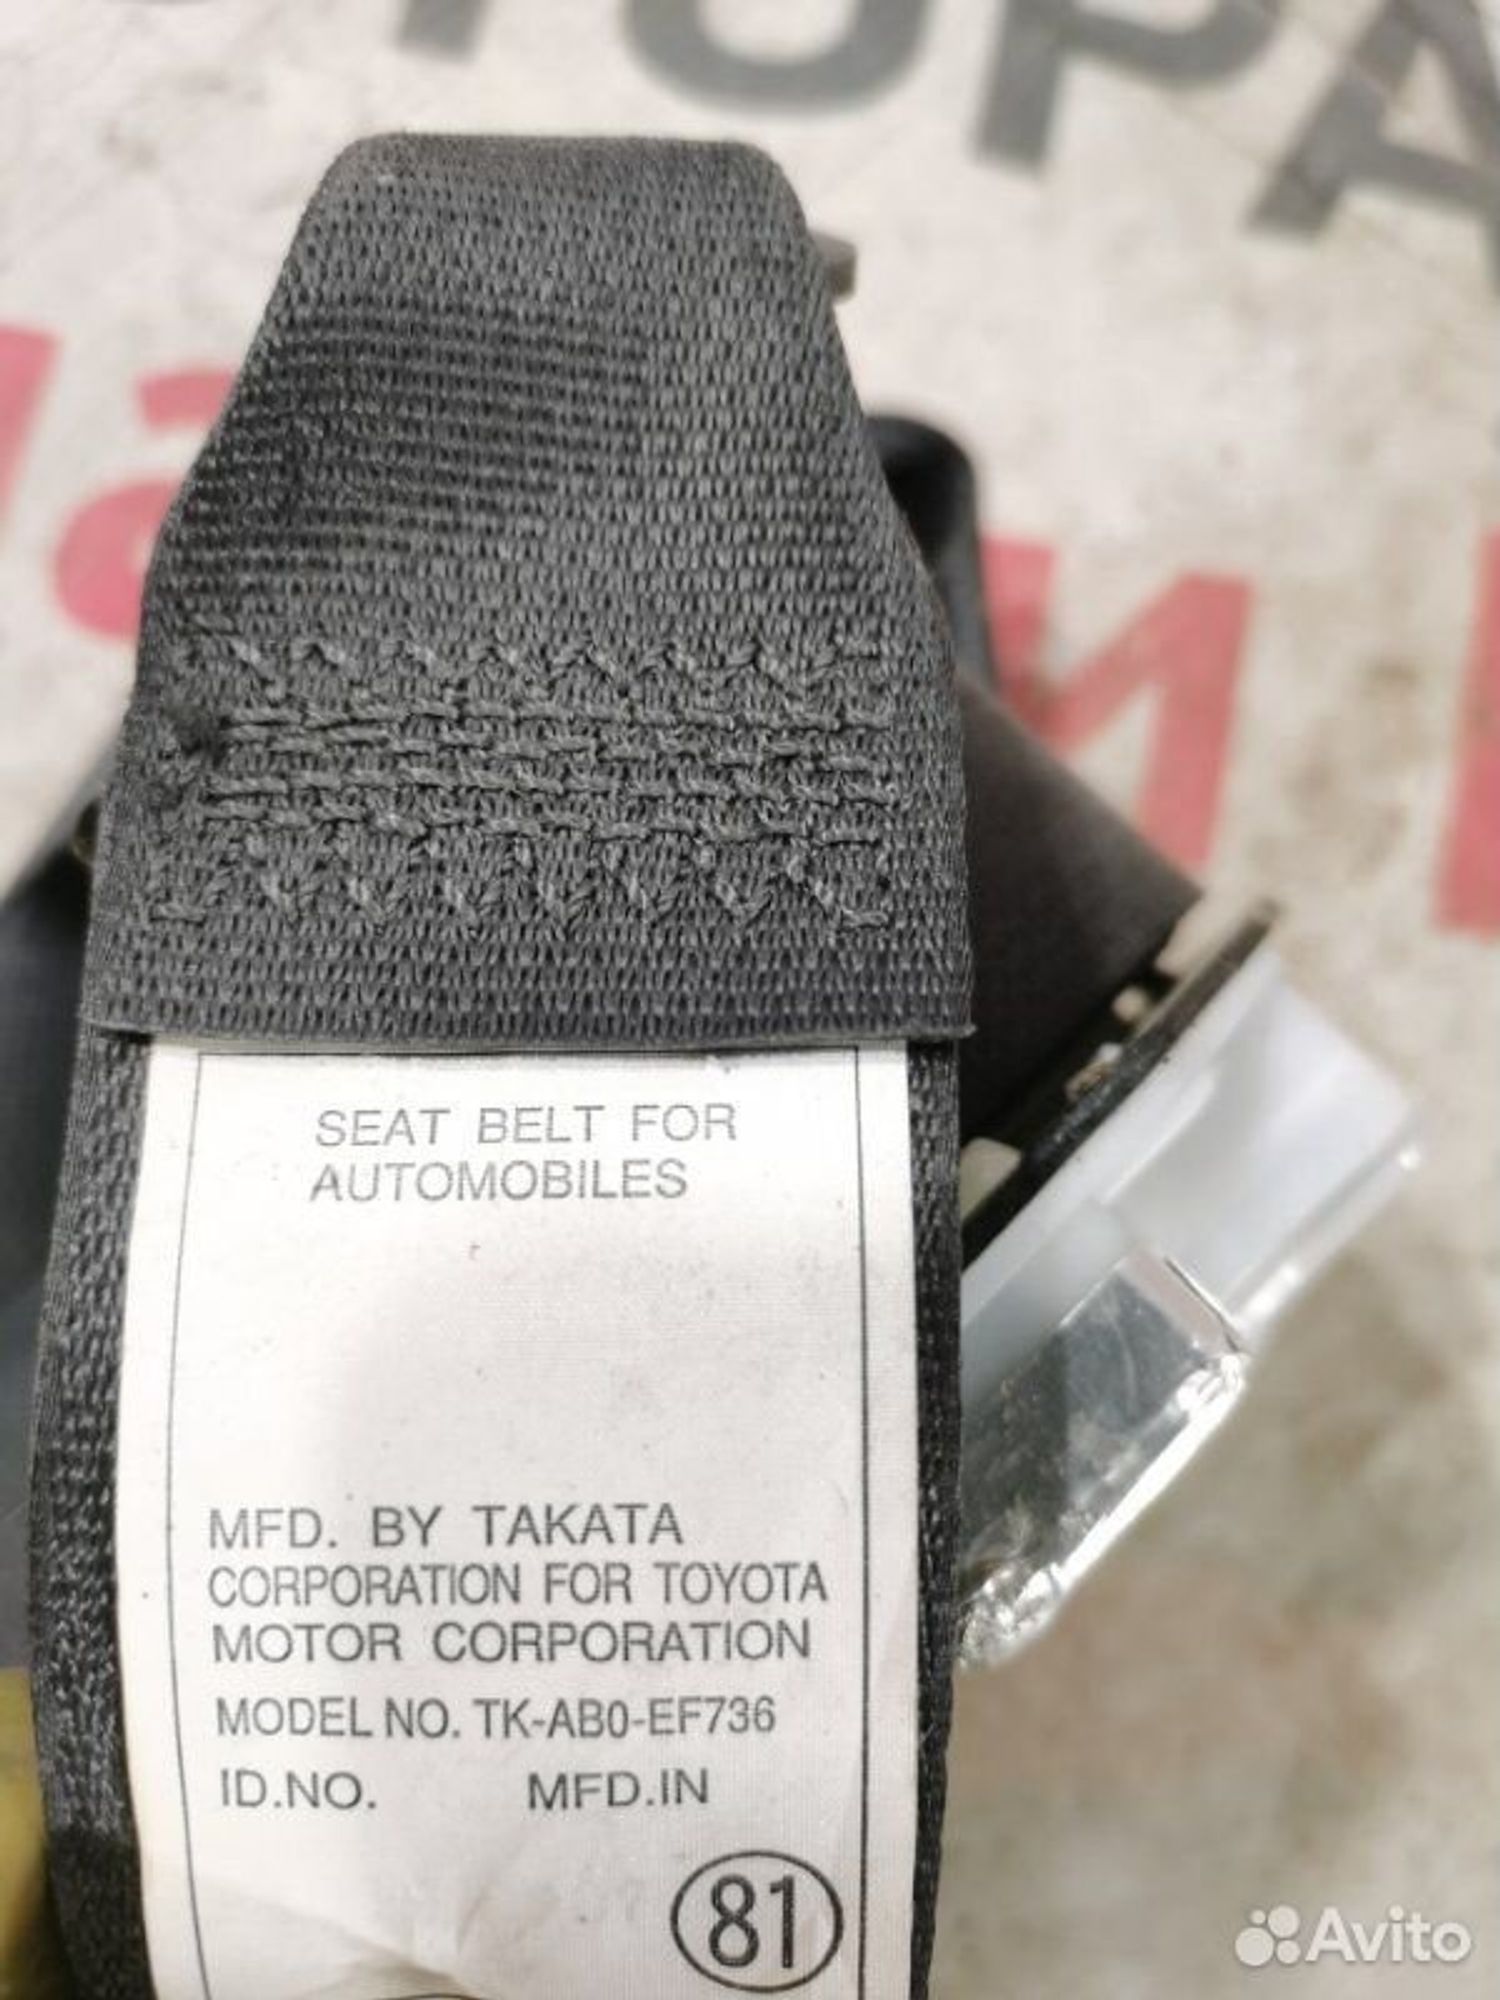 SEAT BELT FOR
AUTOMOBILES
MFD. BY TAKATA
CORPORATION FOR TOYOTA
MOTOR CORPORATION
MODEL NO. TK-AB0-EF736
ID.NO. MFD.IN
81
Avito